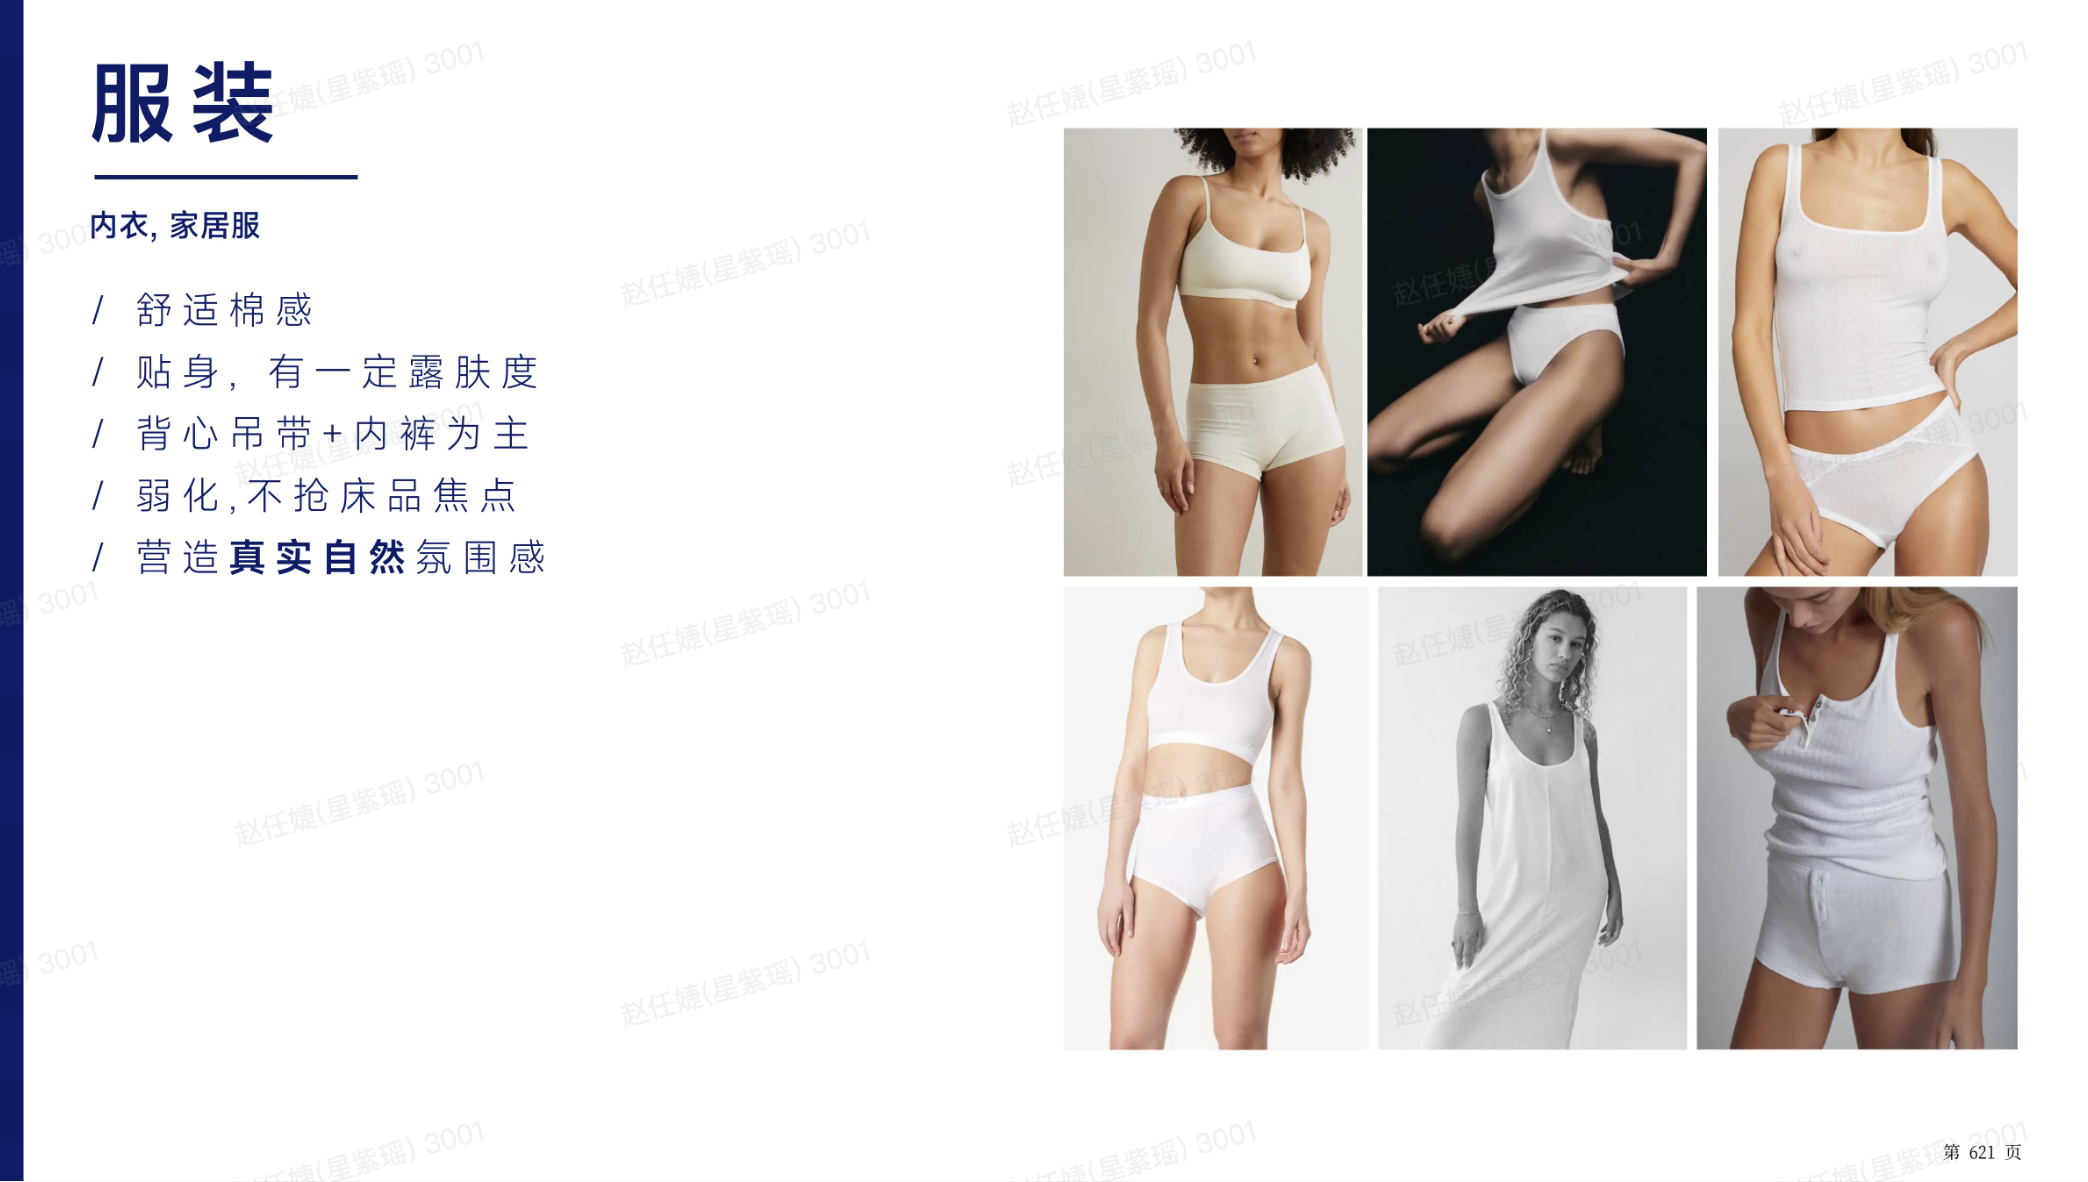 服装
内衣, 家居服
/ 舒适棉感
/ 贴身, 有一定露肤度
/ 背心吊带+内裤为主
/ 弱化,不抢床品焦点
/ 营造真实自然氛围感
赵任婕(星紫瑶) 3001
第 621 页